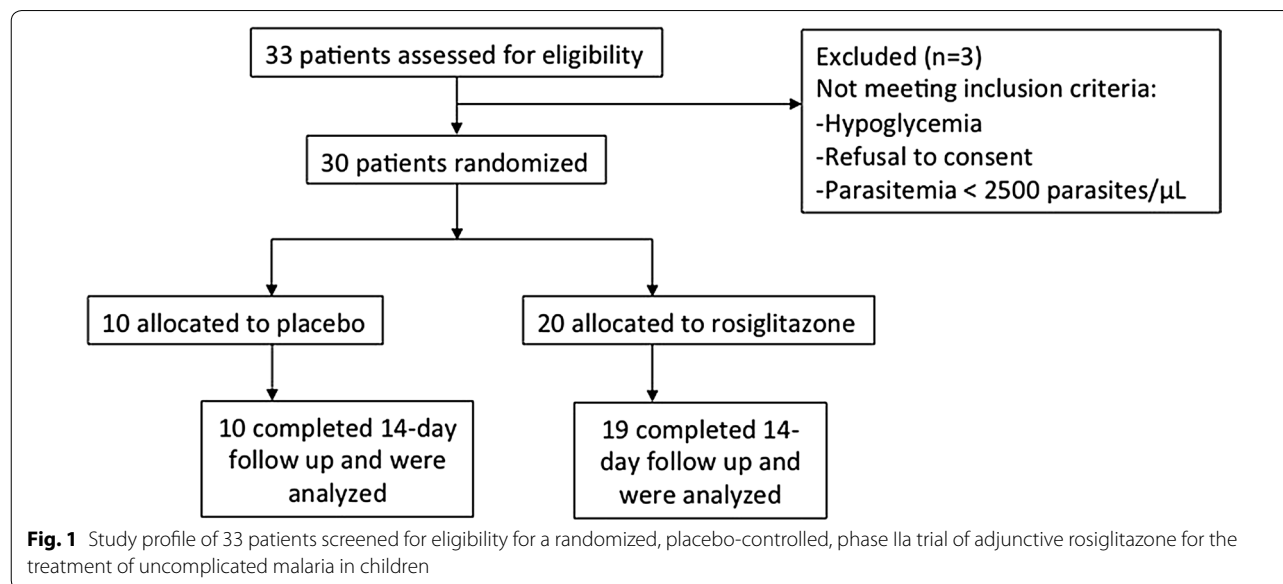 33 patients assessed for eligibility
Excluded (n=3)
Not meeting inclusion criteria:
-Hypoglycemia
-Refusal to consent
-Parasitemia < 2500 parasites/µL
30 patients randomized
10 allocated to placebo
20 allocated to rosiglitazone
10 completed 14-day
follow up and were
analyzed
19 completed 14-
day follow up and
were analyzed
Fig. 1 Study profile of 33 patients screened for eligibility for a randomized, placebo-controlled, phase IIa trial of adjunctive rosiglitazone for the
treatment of uncomplicated malaria in children